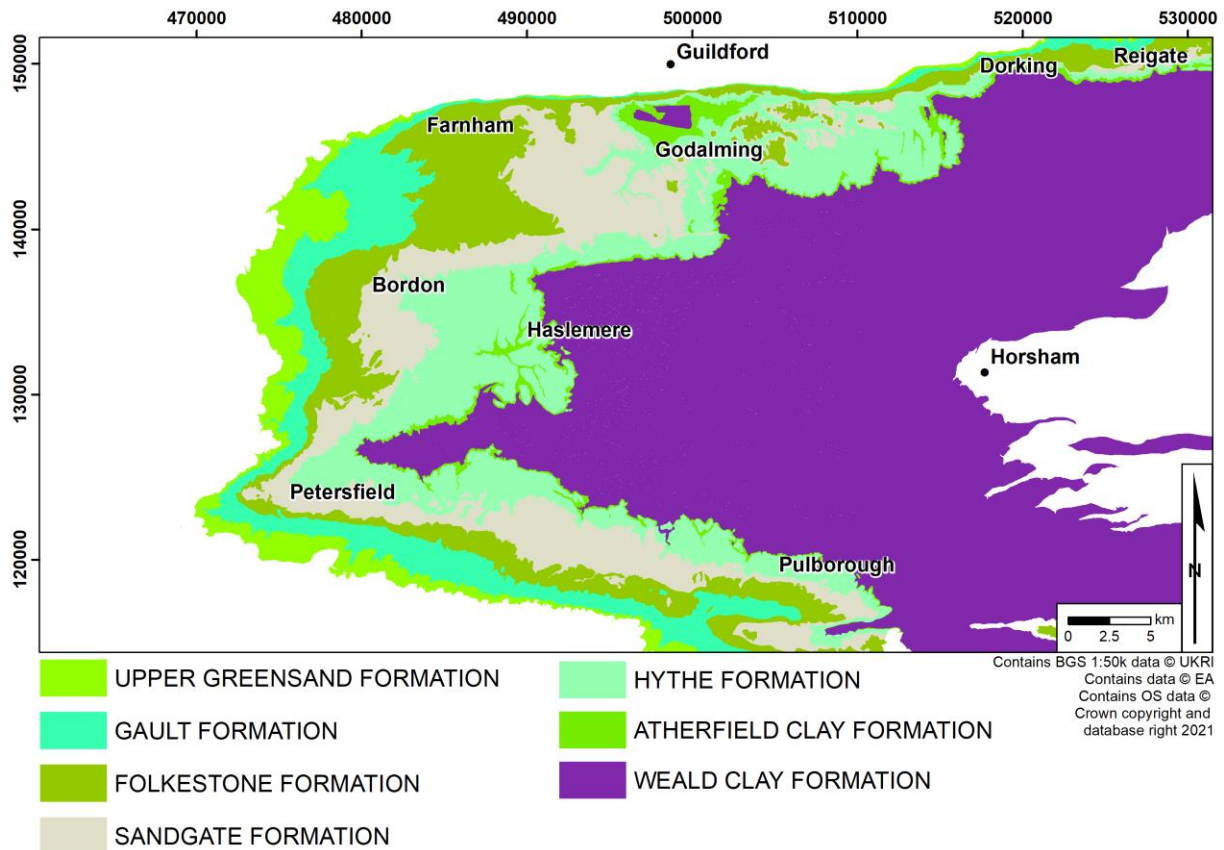 470000 480000 490000 500000 510000 520000 530000
150000
140000
130000
120000
Guildford
Dorking
Reigate
Farnham
Godalming
Bordon
Haslemere
Horsham
Petersfield
Pulborough
N
km
0 2.5 5
Contains BGS 1:50k data © UKRI
Contains data © EA
Contains OS data ©
Crown copyright and
database right 2021
UPPER GREENSAND FORMATION
GAULT FORMATION
FOLKESTONE FORMATION
SANDGATE FORMATION
HYTHE FORMATION
ATHERFIELD CLAY FORMATION
WEALD CLAY FORMATION